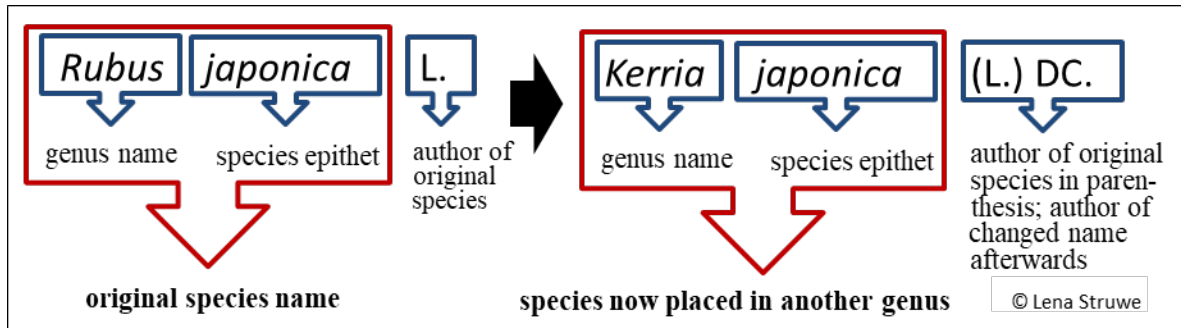 Rubus japonica L.
genus name
species epithet
author of
original
species
original species name
Kerria japonica (L.) DC.
genus name
species epithet
author of original
species in paren-
thesis; author of
changed name
afterwards
species now placed in another genus
© Lena Struwe